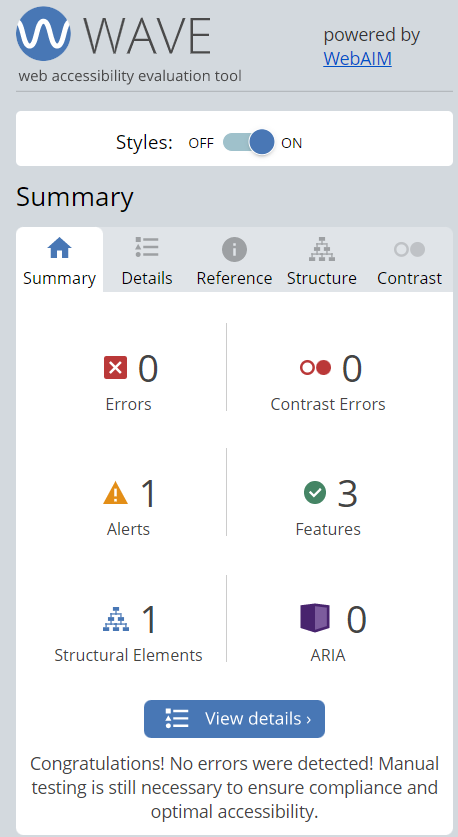 WAVE
web accessibility evaluation tool
powered by
WebAIM
Styles: OFF ON
Summary
Summary Details Reference Structure Contrast
0
Errors
0
Contrast Errors
1
Alerts
3
Features
1
Structural Elements
0
ARIA
View details ›
Congratulations! No errors were detected! Manual
testing is still necessary to ensure compliance and
optimal accessibility.